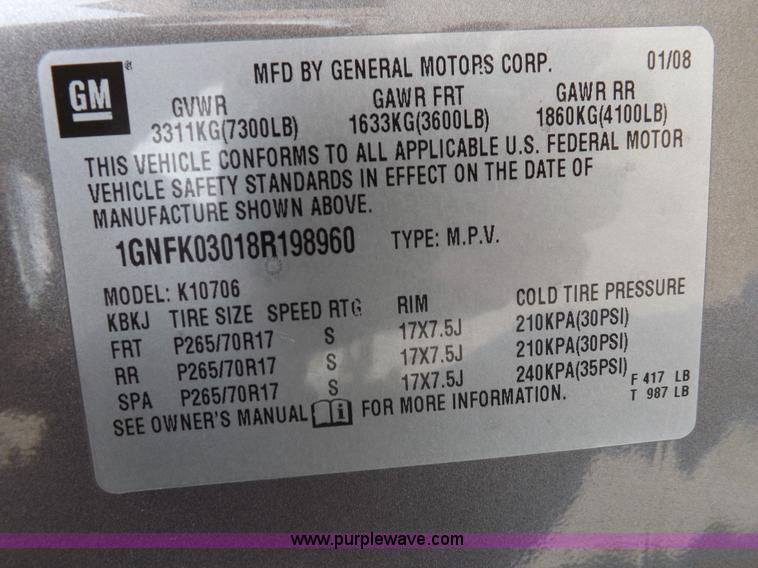 GM
MFD BY GENERAL MOTORS CORP. 01/08
GVWR GAWR FRT GAWR RR
3311KG(7300LB) 1633KG(3600LB) 1860KG(4100LB)
THIS VEHICLE CONFORMS TO ALL APPLICABLE U.S. FEDERAL MOTOR
VEHICLE SAFETY STANDARDS IN EFFECT ON THE DATE OF
MANUFACTURE SHOWN ABOVE.
1GNFK03018R198960 TYPE: M.P.V.
MODEL: K10706
KBKJ TIRE SIZE SPEED RTG RIM COLD TIRE PRESSURE
FRT P265/70R17 S 17X7.5J 210KPA(30PSI)
RR P265/70R17 S 17X7.5J 210KPA(30PSI)
SPA P265/70R17 S 17X7.5J 240KPA(35PSI) F 417 LB
SEE OWNER'S MANUAL i FOR MORE INFORMATION. T 987 LB
www.purplewave.com